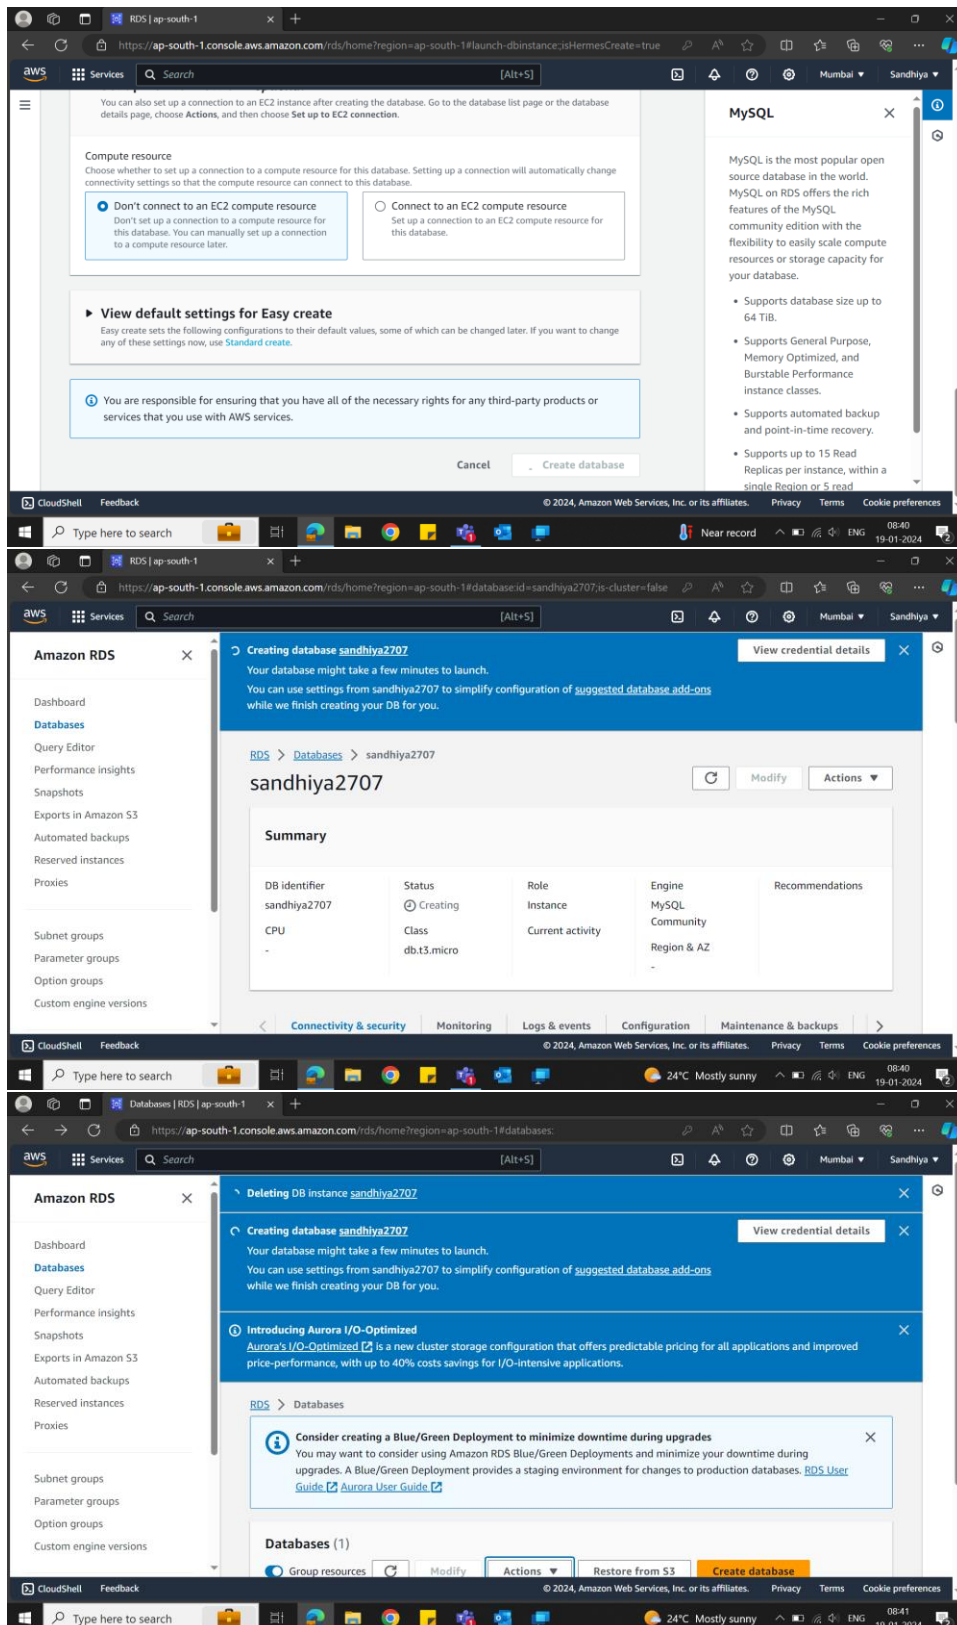 RDS | ap-south-1
https://ap-south-1.console.aws.amazon.com/rds/home?region=ap-south-1#launch-dbinstance;isHermesCreate=true
aws Services Search [Alt+S] Mumbai Sandhiya
You can also set up a connection to an EC2 instance after creating the database. Go to the database list page or the database
details page, choose Actions, and then choose Set up to EC2 connection.
Compute resource
Choose whether to set up a connection to a compute resource for this database. Setting up a connection will automatically change
connectivity settings so that the compute resource can connect to this database.
Don't connect to an EC2 compute resource
Don't set up a connection to a compute resource for
this database. You can manually set up a connection
to a compute resource later.
Connect to an EC2 compute resource
Set up a connection to an EC2 compute resource for
this database.
View default settings for Easy create
Easy create sets the following configurations to their default values, some of which can be changed later. If you want to change
any of these settings now, use Standard create.
You are responsible for ensuring that you have all of the necessary rights for any third-party products or
services that you use with AWS services.
Cancel Create database
MySQL
MySQL is the most popular open
source database in the world.
MySQL on RDS offers the rich
features of the MySQL
community edition with the
flexibility to easily scale compute
resources or storage capacity for
your database.
• Supports database size up to
64 TiB.
• Supports General Purpose,
Memory Optimized, and
Burstable Performance
instance classes.
• Supports automated backup
and point-in-time recovery.
• Supports up to 15 Read
Replicas per instance, within a
single Region or 5 read
CloudShell Feedback © 2024, Amazon Web Services, Inc. or its affiliates. Privacy Terms Cookie preferences
Type here to search Near record ENG 08:40
19-01-2024
2
RDS | ap-south-1
https://ap-south-1.console.aws.amazon.com/rds/home?region=ap-south-1#database:id=sandhiya2707;is-cluster=false
aws Services Search [Alt+S] Mumbai Sandhiya
Amazon RDS
Dashboard
Databases
Query Editor
Performance insights
Snapshots
Exports in Amazon S3
Automated backups
Reserved instances
Proxies
Subnet groups
Parameter groups
Option groups
Custom engine versions
Creating database sandhiya2707
Your database might take a few minutes to launch.
You can use settings from sandhiya2707 to simplify configuration of suggested database add-ons
while we finish creating your DB for you.
View credential details
RDS > Databases > sandhiya2707
sandhiya2707 Modify Actions
Summary
DB identifier
sandhiya2707
CPU
-
Status
Creating
Class
db.t3.micro
Role
Instance
Current activity
Engine
MySQL
Community
Region & AZ
-
Recommendations
Connectivity & security Monitoring Logs & events Configuration Maintenance & backups
CloudShell Feedback © 2024, Amazon Web Services, Inc. or its affiliates. Privacy Terms Cookie preferences
Type here to search 24°C Mostly sunny ENG 08:40
19-01-2024
2
Databases | RDS | ap-south-1
https://ap-south-1.console.aws.amazon.com/rds/home?region=ap-south-1#databases:
aws Services Search [Alt+S] Mumbai Sandhiya
Amazon RDS
Dashboard
Databases
Query Editor
Performance insights
Snapshots
Exports in Amazon S3
Automated backups
Reserved instances
Proxies
Subnet groups
Parameter groups
Option groups
Custom engine versions
Deleting DB instance sandhiya2707
Creating database sandhiya2707
Your database might take a few minutes to launch.
You can use settings from sandhiya2707 to simplify configuration of suggested database add-ons
while we finish creating your DB for you.
View credential details
Introducing Aurora I/O-Optimized
Aurora's I/O-Optimized is a new cluster storage configuration that offers predictable pricing for all applications and improved
price-performance, with up to 40% costs savings for I/O-intensive applications.
RDS > Databases
Consider creating a Blue/Green Deployment to minimize downtime during upgrades
You may want to consider using Amazon RDS Blue/Green Deployments and minimize your downtime during
upgrades. A Blue/Green Deployment provides a staging environment for changes to production databases. RDS User
Guide Aurora User Guide
Databases (1)
Group resources Modify Actions Restore from S3 Create database
CloudShell Feedback © 2024, Amazon Web Services, Inc. or its affiliates. Privacy Terms Cookie preferences
Type here to search 24°C Mostly sunny ENG 08:41
19-01-2024
2